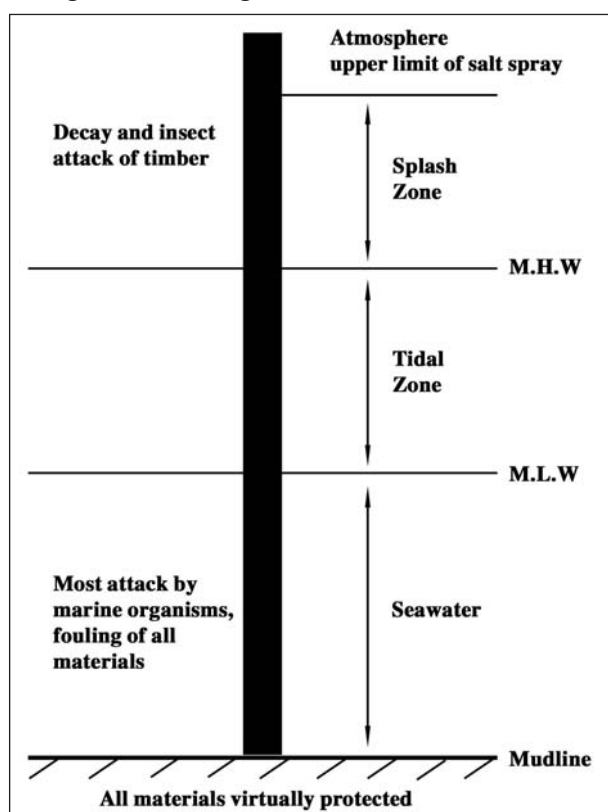 Atmosphere
upper limit of salt spray
Decay and insect
attack of timber
Splash
Zone
M.H.W
Tidal
Zone
M.L.W
Most attack by
marine organisms,
fouling of all
materials
Seawater
Mudline
All materials virtually protected